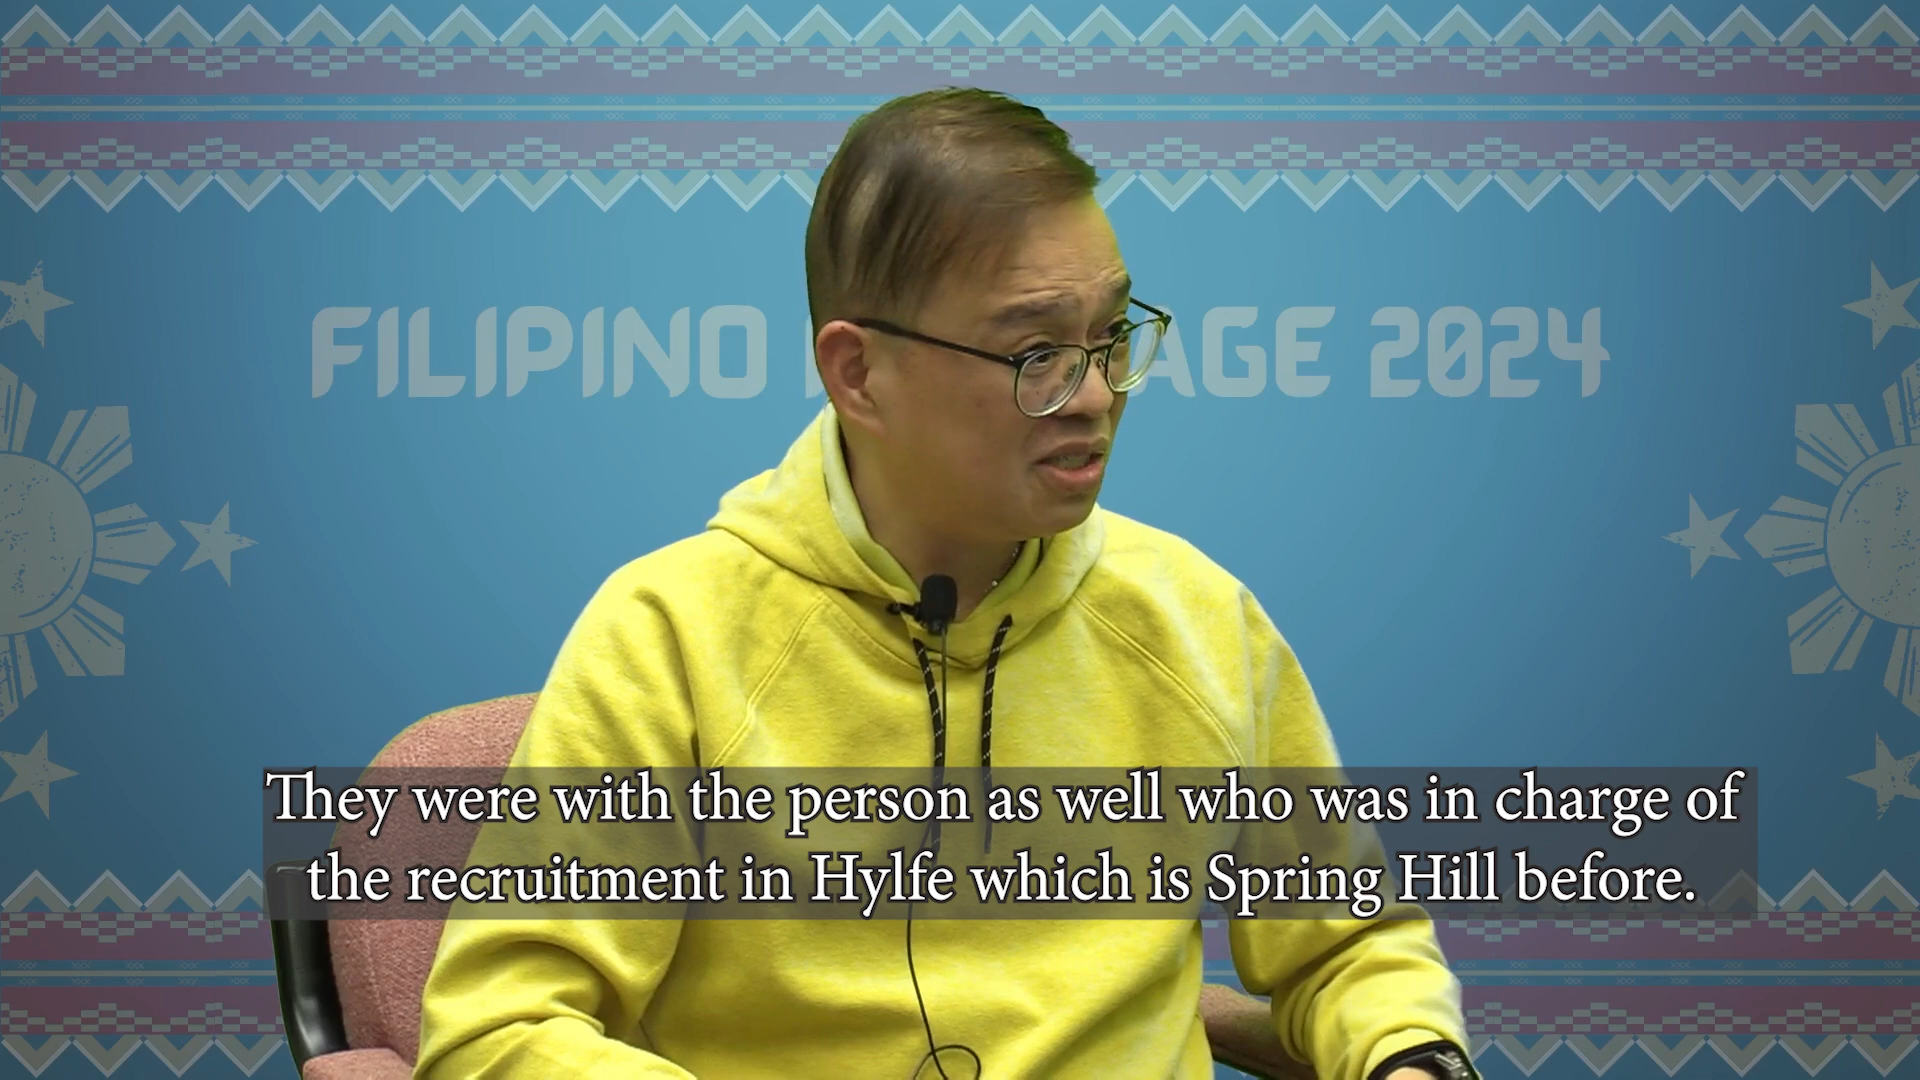 FILIPINO AGE 2024
They were with the person as well who was in charge of
the recruitment in Hylfe which is Spring Hill before.